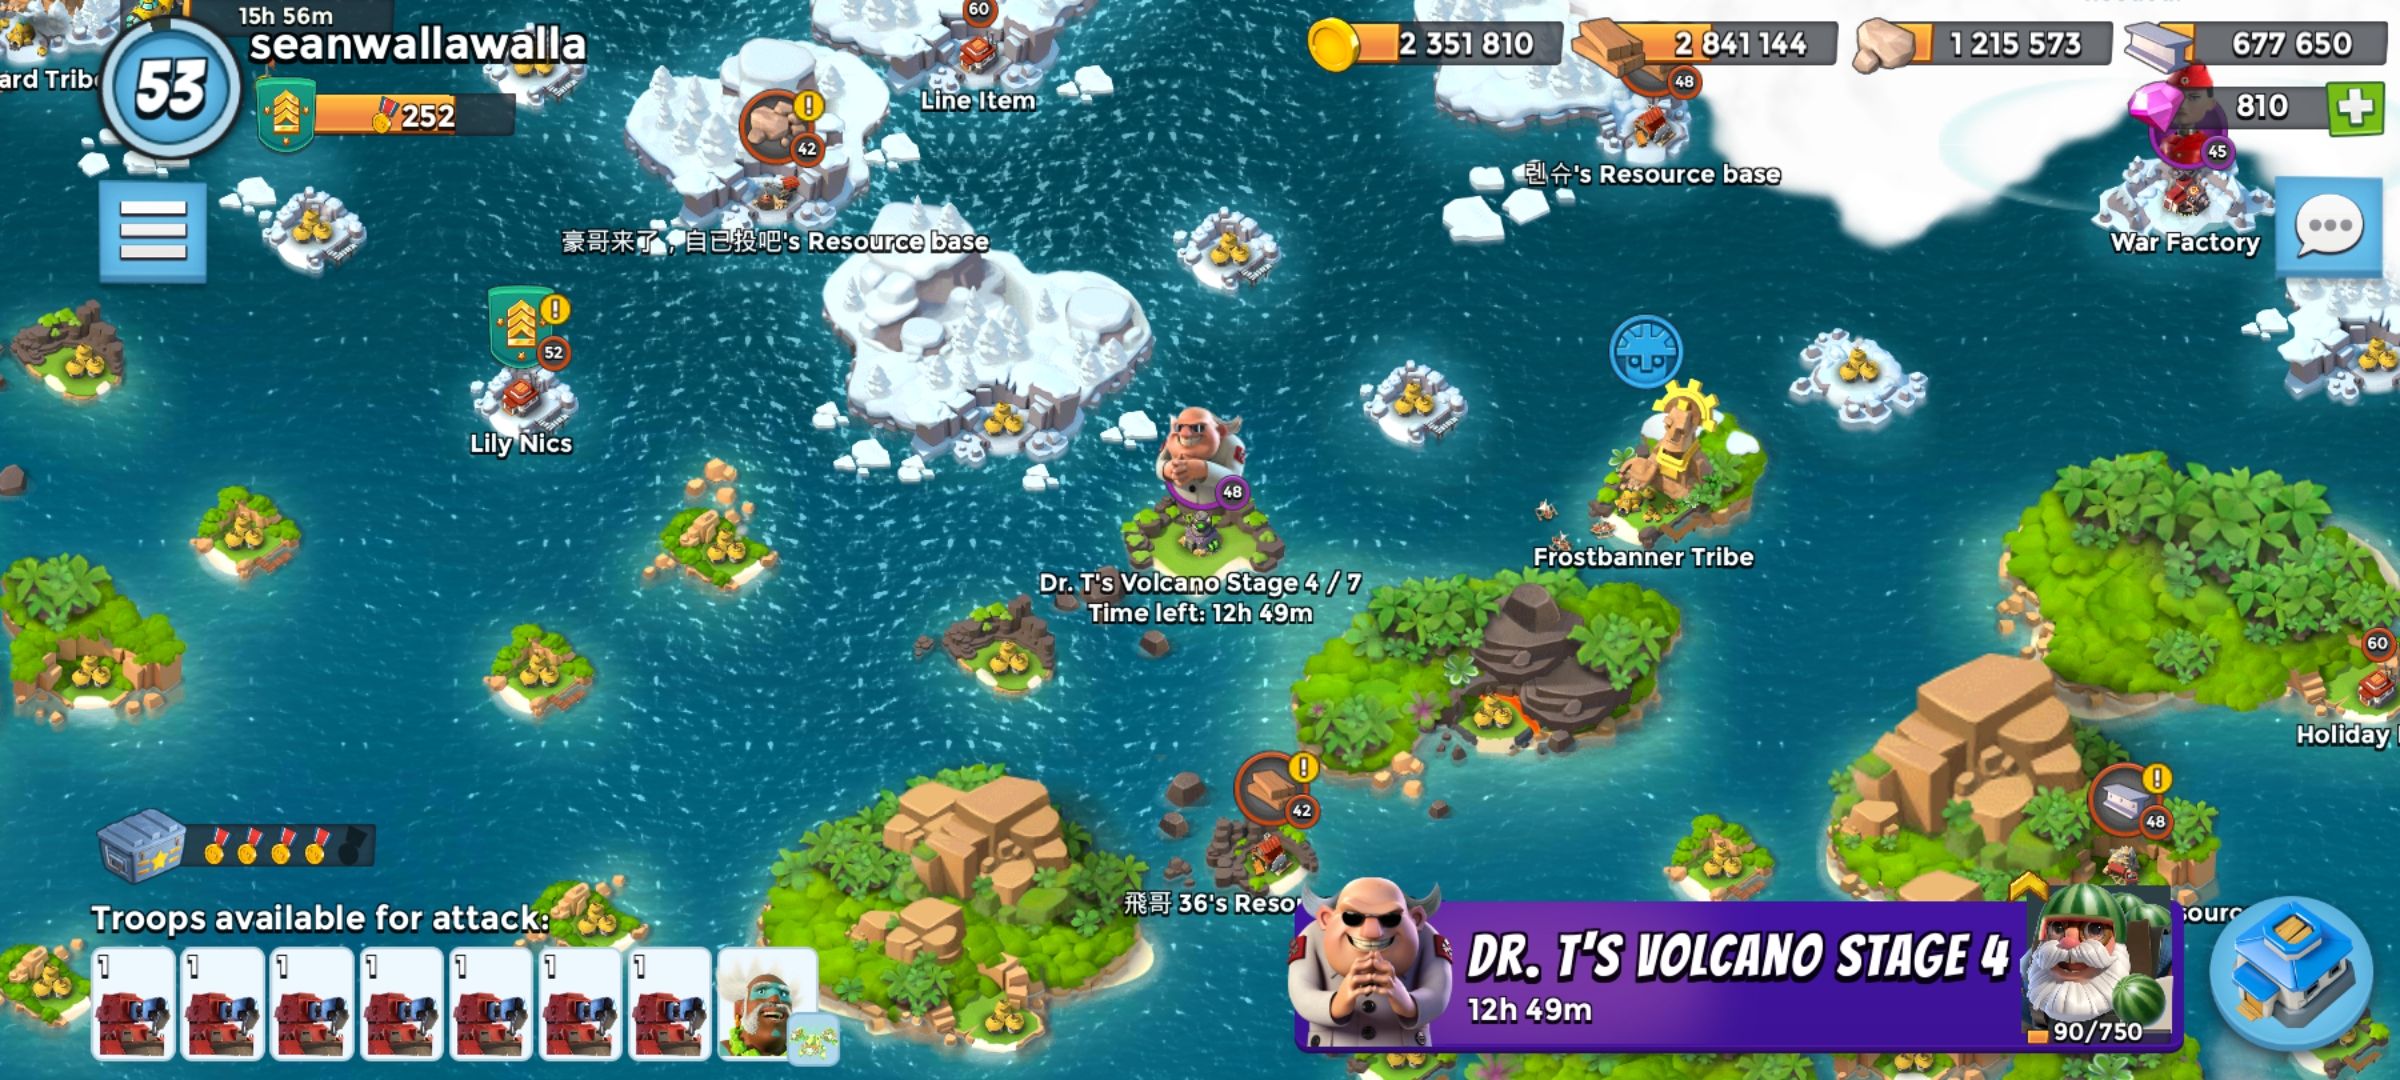 15h 56m
seanwallawalla
53
252
2 351 810
2 841 144
1 215 573
677 650
810
60
Line Item
42
豪哥来了，自已投吧's Resource base
48
렌슈's Resource base
45
War Factory
ard Tribe
52
Lily Nics
48
Dr. T's Volcano Stage 4 / 7
Time left: 12h 49m
Frostbanner Tribe
60
Holiday
42
飛哥 36's Resou
48
sourc
Troops available for attack:
1
1
1
1
1
1
1
DR. T'S VOLCANO STAGE 4
12h 49m
90/750